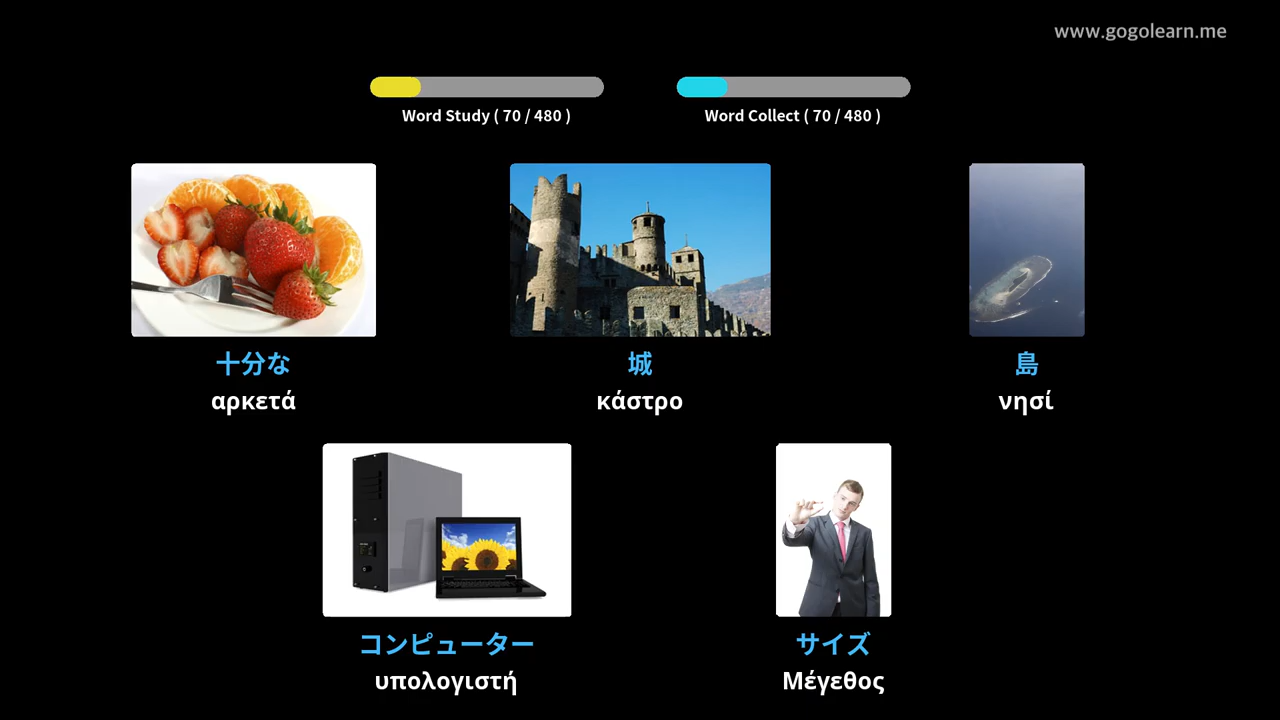 www.gogolearn.me
Word Study ( 70 / 480 )
Word Collect ( 70 / 480 )
十分な
αρκετά
城
κάστρο
島
νησί
コンピューター
υπολογιστή
サイズ
Μέγεθος